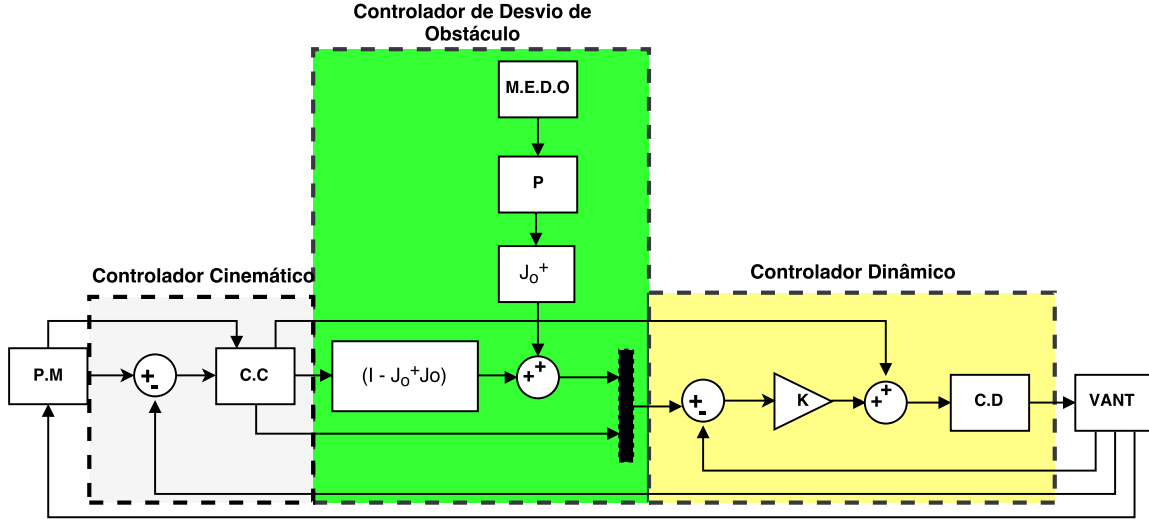 Controlador de Desvio de
Obstáculo
M.E.D.O
P
Jo+
Controlador Cinemático
Controlador Dinâmico
P.M
+
-
C.C
(I - Jo+Jo)
+
+
+
-
K
+
+
C.D
VANT